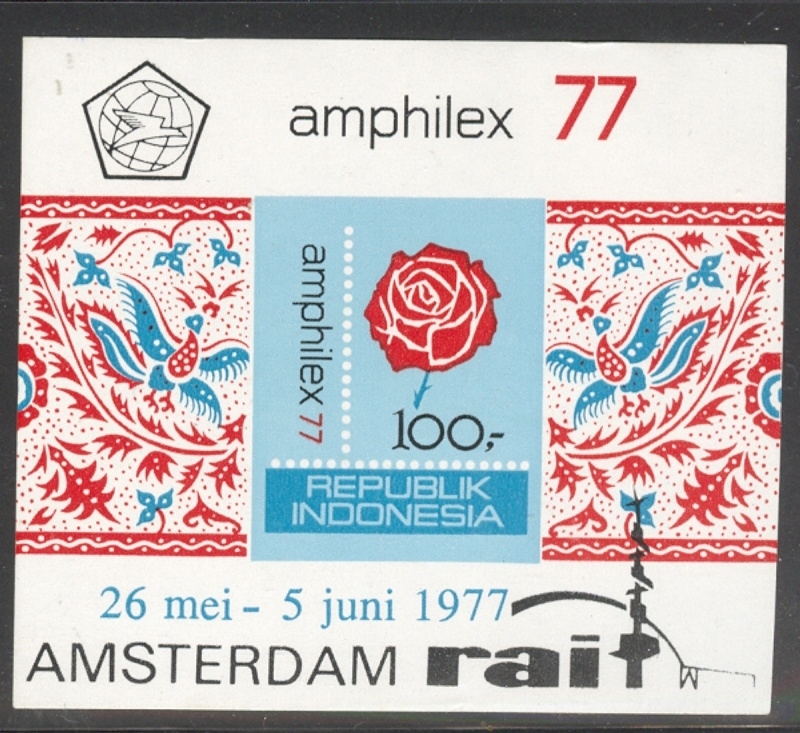 amphilex 77
amphilex 77
100,-
REPUBLIK
INDONESIA
26 mei - 5 juni 1977
AMSTERDAM rai